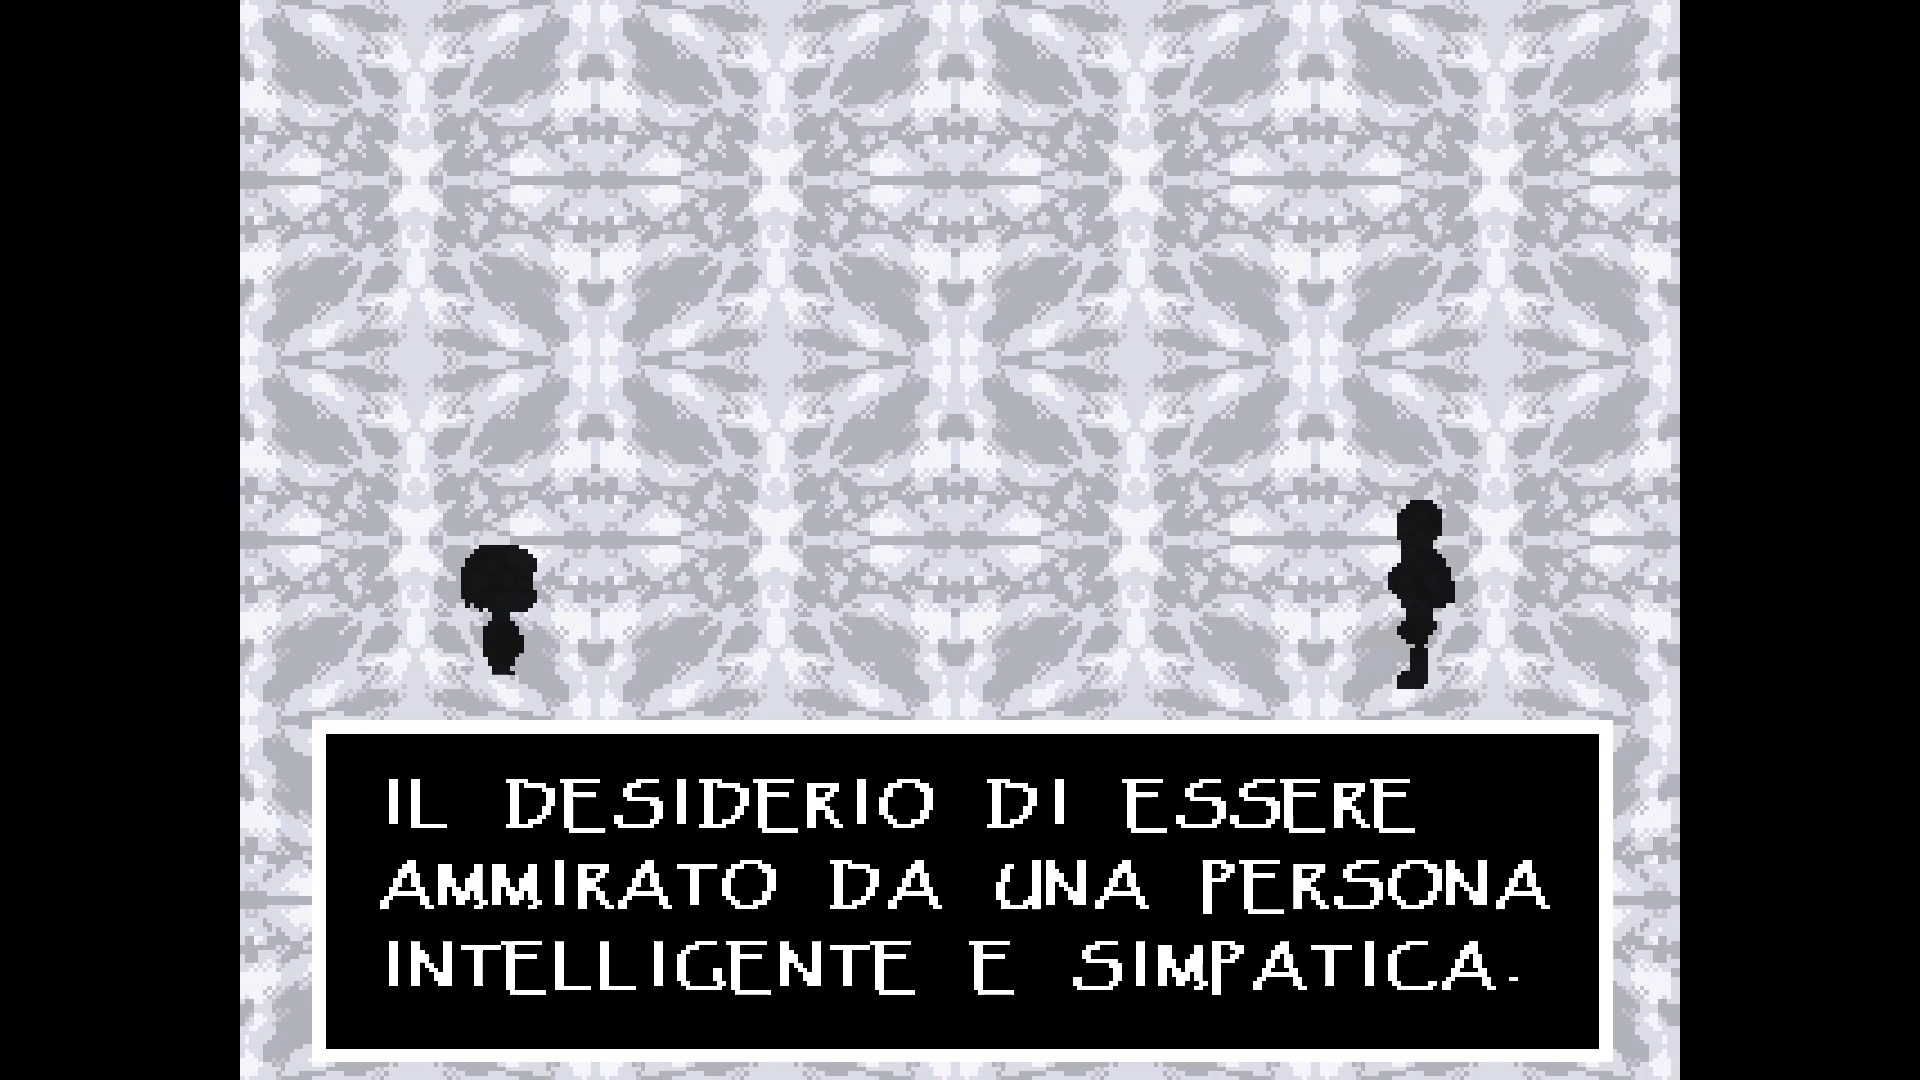 IL DESIDERIO DI ESSERE
AMMIRATO DA UNA PERSONA
INTELLIGENTE E SIMPATICA.